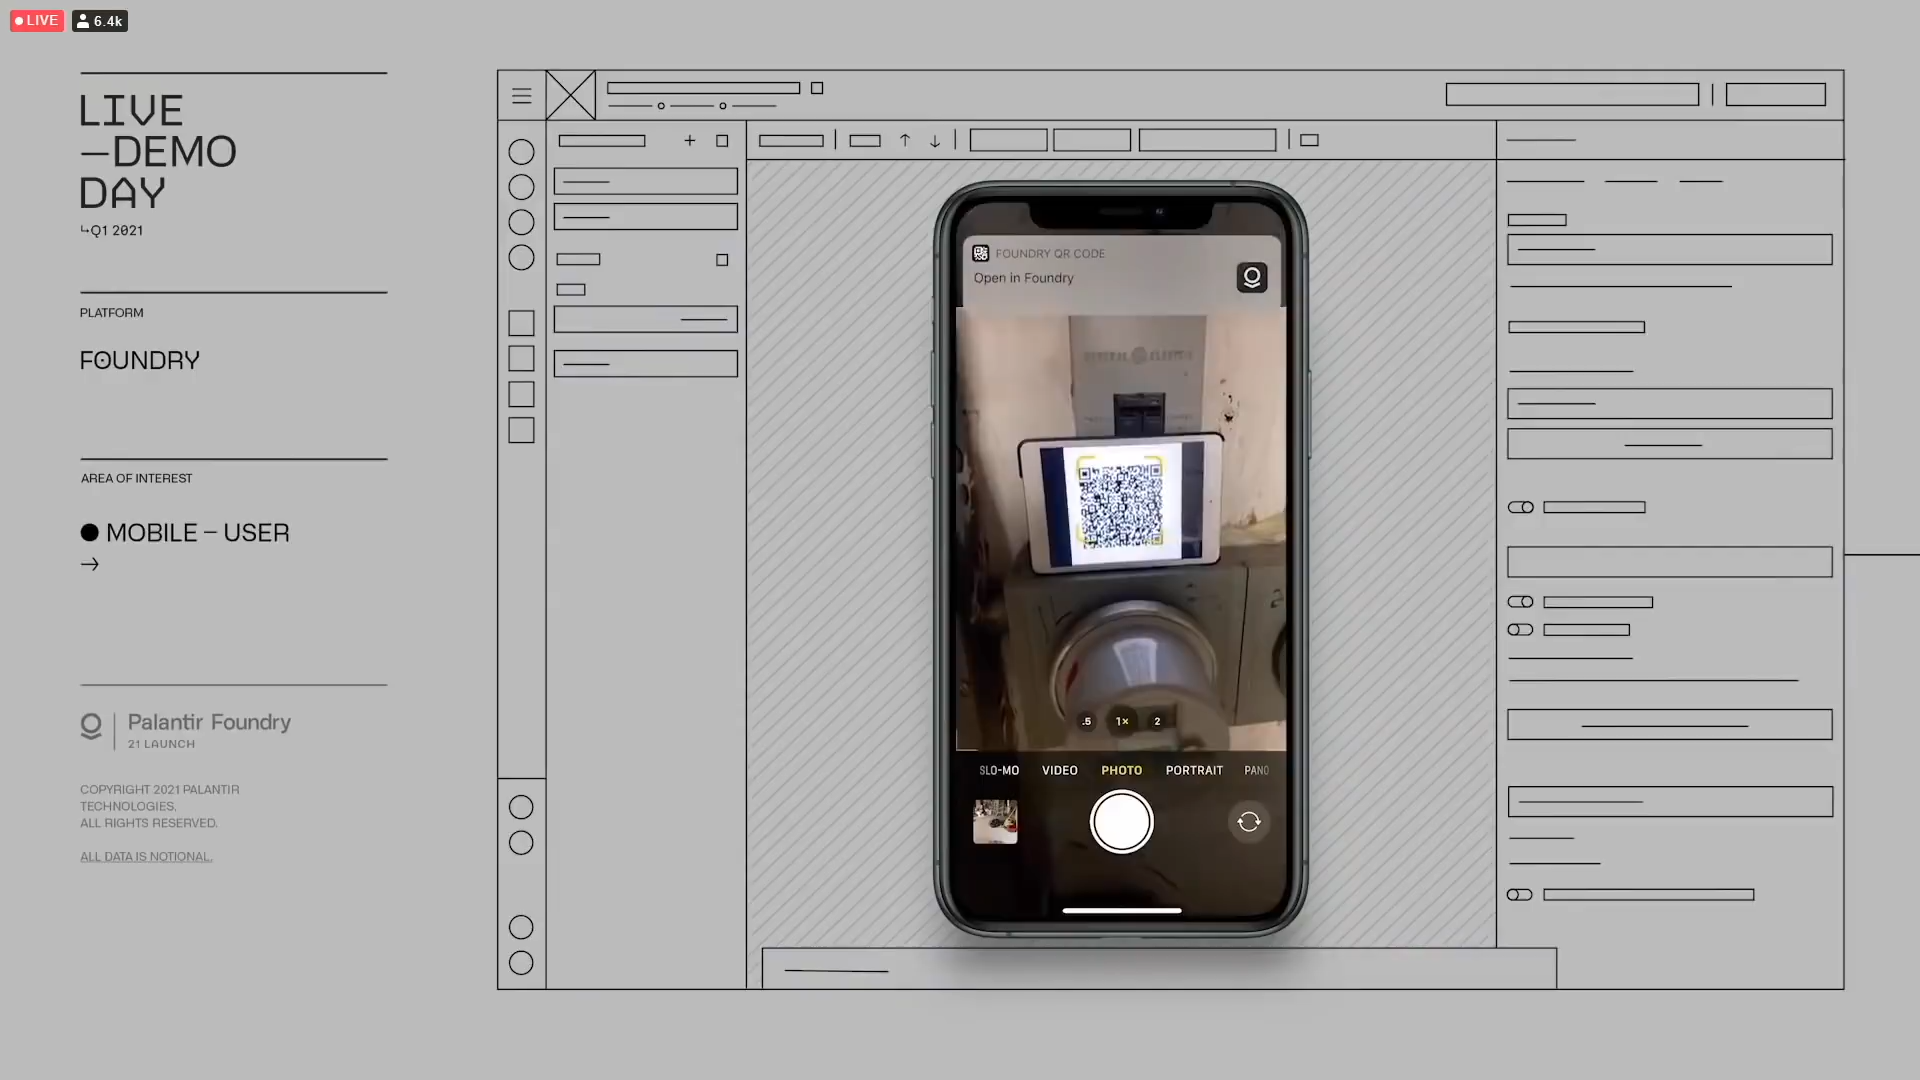 LIVE
6.4k
LIVE
—DEMO
DAY
↳Q1 2021
PLATFORM
FOUNDRY
AREA OF INTEREST
● MOBILE – USER
→
Palantir Foundry
21 LAUNCH
COPYRIGHT 2021 PALANTIR
TECHNOLOGIES.
ALL RIGHTS RESERVED.
ALL DATA IS NOTIONAL.
FOUNDRY QR CODE
Open in Foundry
GENERAL ELECTRIC
.5
1×
2
SLO-MO
VIDEO
PHOTO
PORTRAIT
PANO